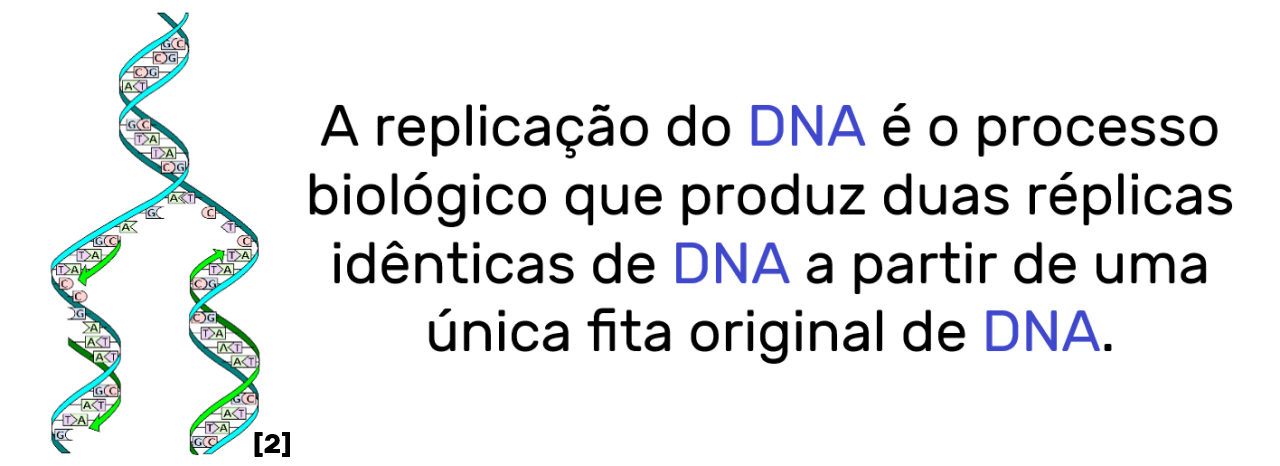 A replicação do DNA é o processo
biológico que produz duas réplicas
idênticas de DNA a partir de uma
única fita original de DNA.
[2]